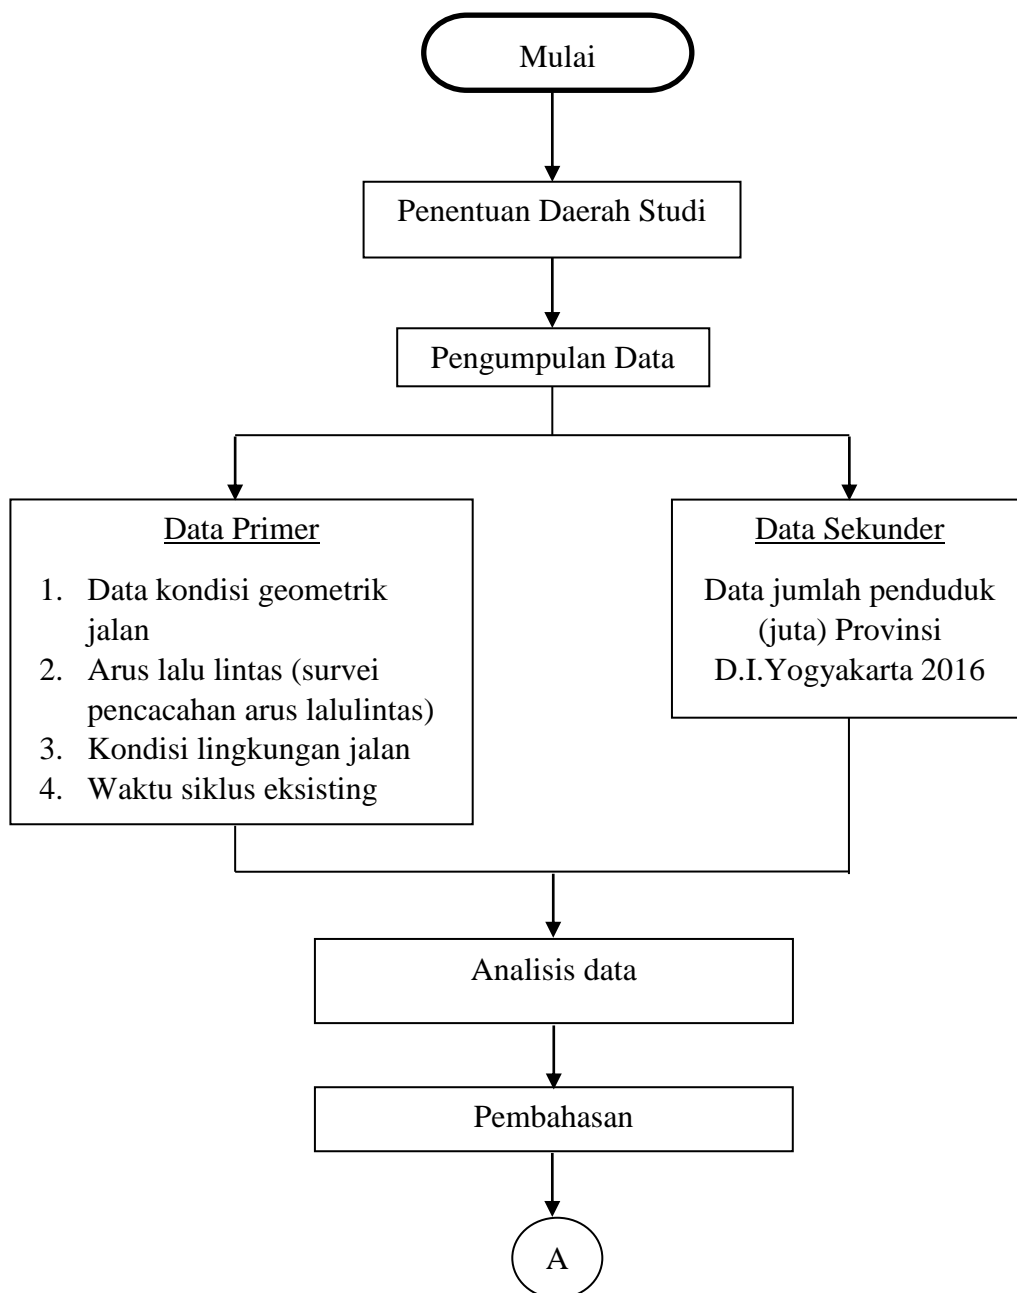 Mulai
Penentuan Daerah Studi
Pengumpulan Data
Data Primer
1. Data kondisi geometrik
jalan
2. Arus lalu lintas (survei
pencacahan arus lalulintas)
3. Kondisi lingkungan jalan
4. Waktu siklus eksisting
Data Sekunder
Data jumlah penduduk
(juta) Provinsi
D.I.Yogyakarta 2016
Analisis data
Pembahasan
A